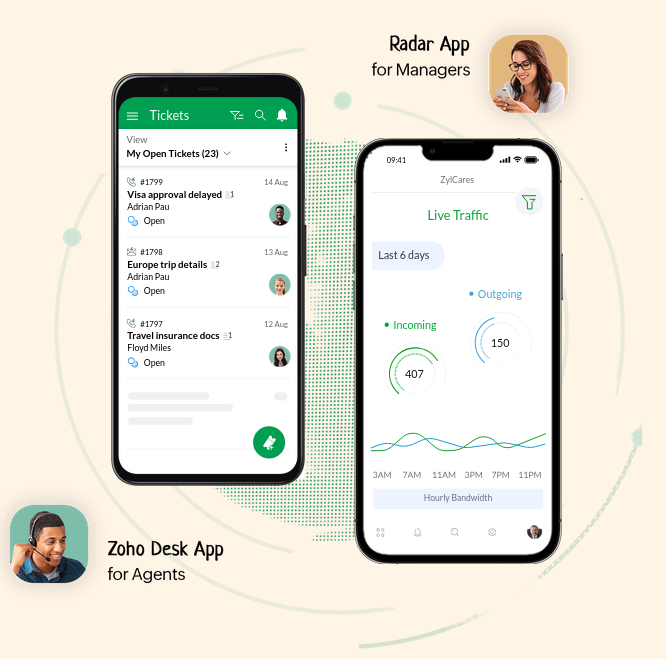 Radar App
for Managers
Tickets
View
My Open Tickets (23)
#1799
14 Aug
Visa approval delayed 1
Adrian Pau
Open
#1798
13 Aug
Europe trip details 2
Adrian Pau
Open
#1797
12 Aug
Travel insurance docs 1
Floyd Miles
Open
09:41
ZylCares
Live Traffic
Last 6 days
• Outgoing
150
• Incoming
407
3AM 7AM 11AM 3PM 7PM 11PM
Hourly Bandwidth
Zoho Desk App
for Agents